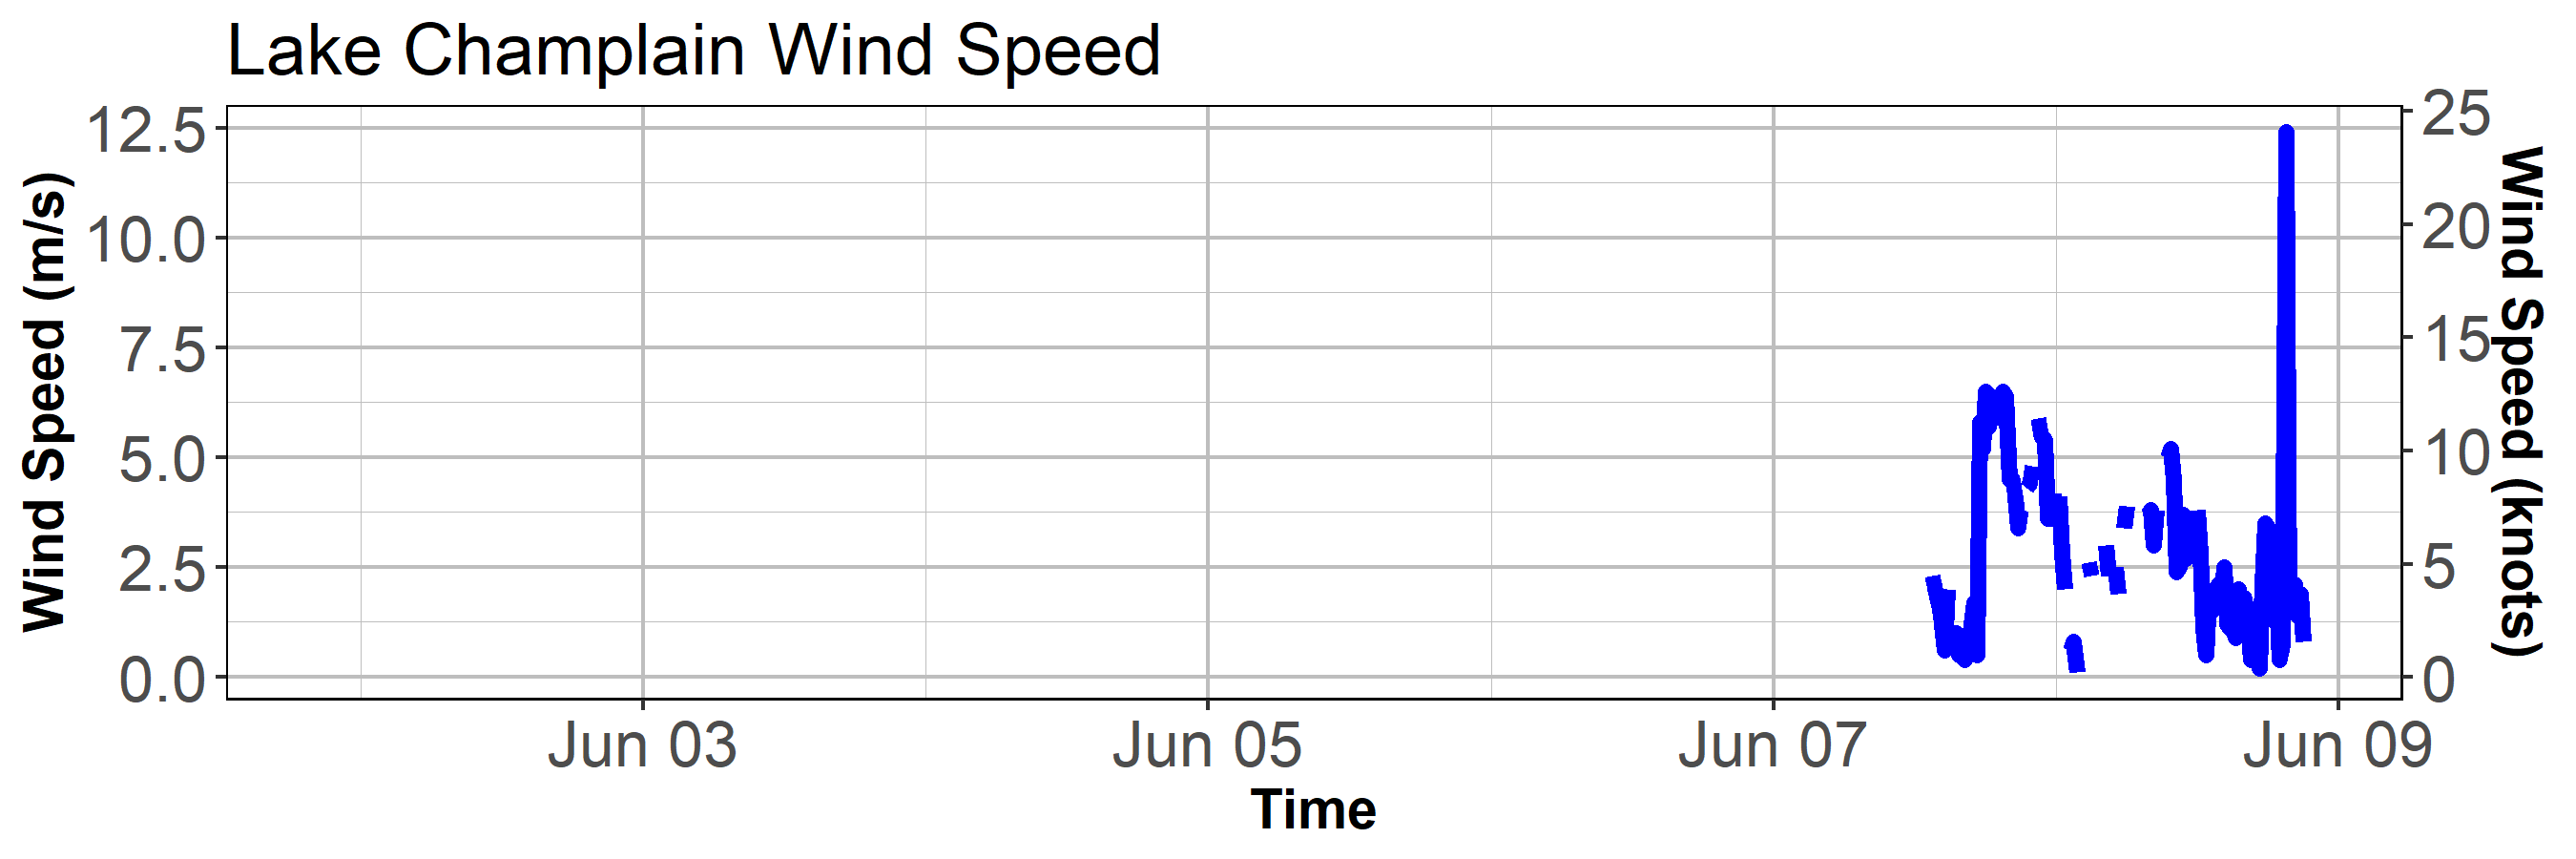 Lake Champlain Wind Speed
Wind Speed (m/s)
12.5
10.0
7.5
5.0
2.5
0.0
25
20
15
10
5
0
Wind Speed (knots)
Jun 03
Jun 05
Jun 07
Jun 09
Time